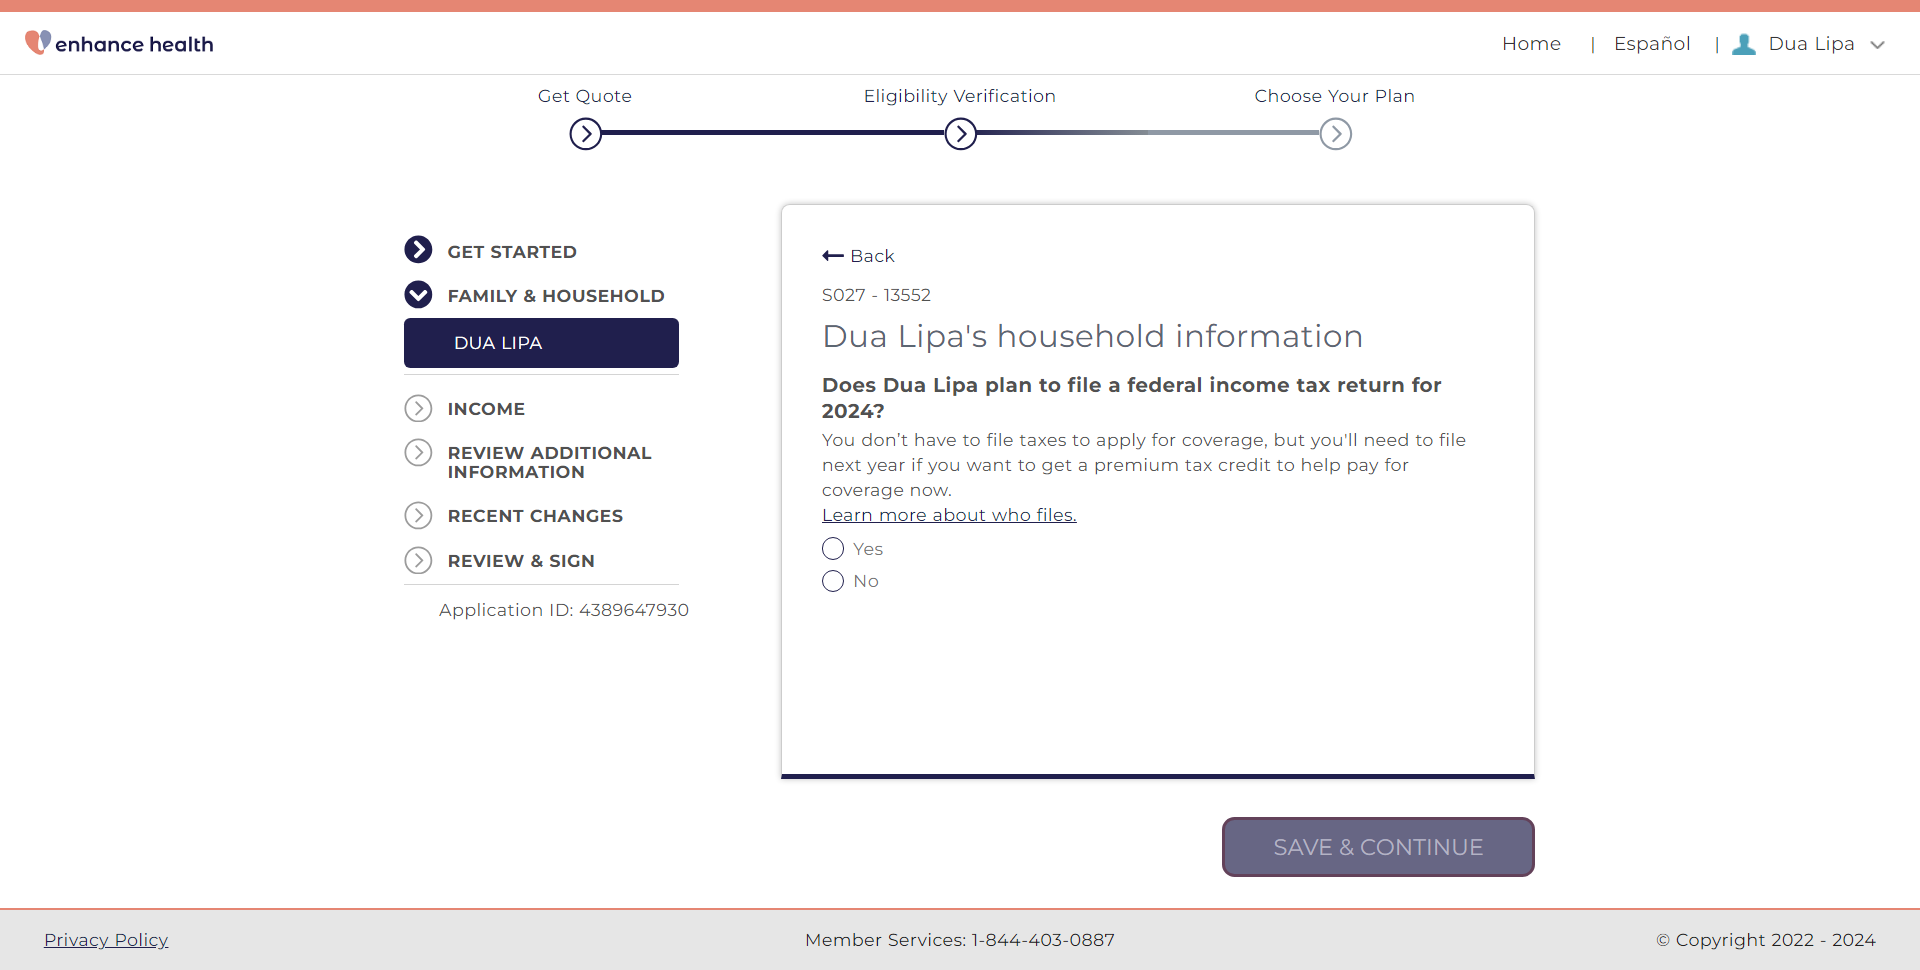 enhance health
Home | Español | Dua Lipa
Get Quote
Eligibility Verification
Choose Your Plan
GET STARTED
FAMILY & HOUSEHOLD
DUA LIPA
INCOME
REVIEW ADDITIONAL
INFORMATION
RECENT CHANGES
REVIEW & SIGN
Application ID: 4389647930
Back
S027 - 13552
Dua Lipa's household information
Does Dua Lipa plan to file a federal income tax return for
2024?
You don’t have to file taxes to apply for coverage, but you'll need to file
next year if you want to get a premium tax credit to help pay for
coverage now.
Learn more about who files.
Yes
No
SAVE & CONTINUE
Privacy Policy
Member Services: 1-844-403-0887
© Copyright 2022 - 2024